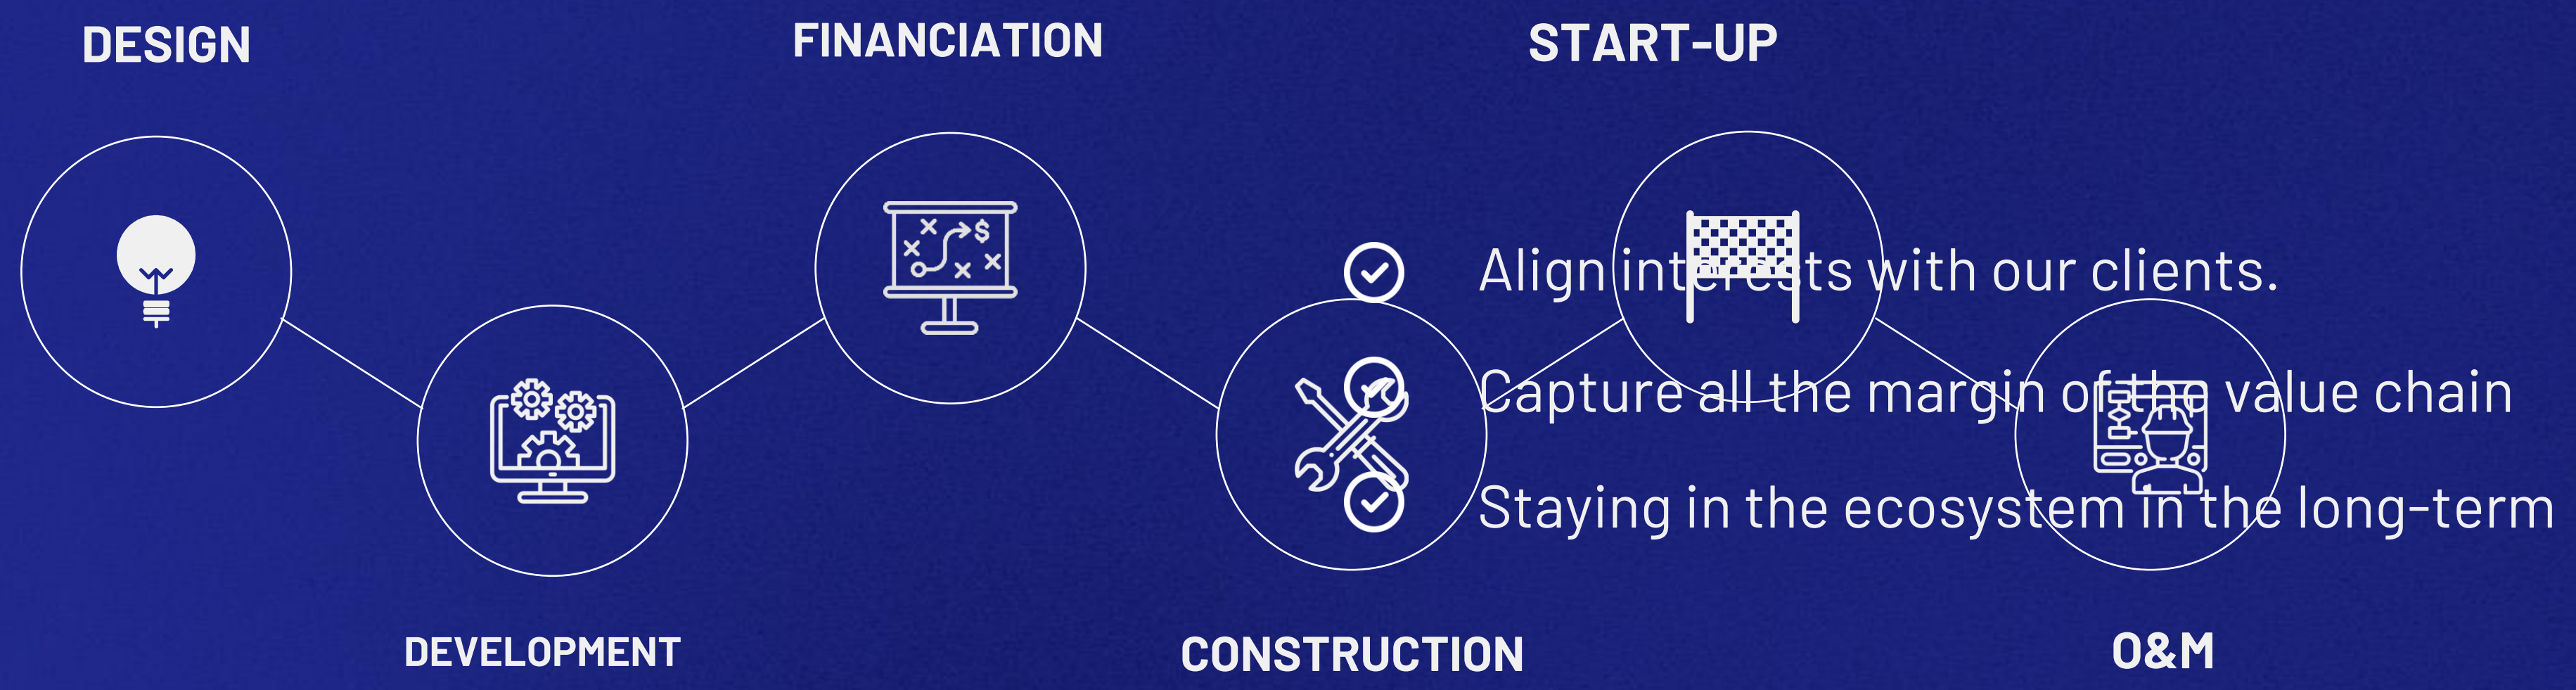 DESIGN
FINANCIATION
START-UP
$
Align interests with our clients.
Capture all the margin of the value chain
Staying in the ecosystem in the long-term
DEVELOPMENT
CONSTRUCTION
O&M